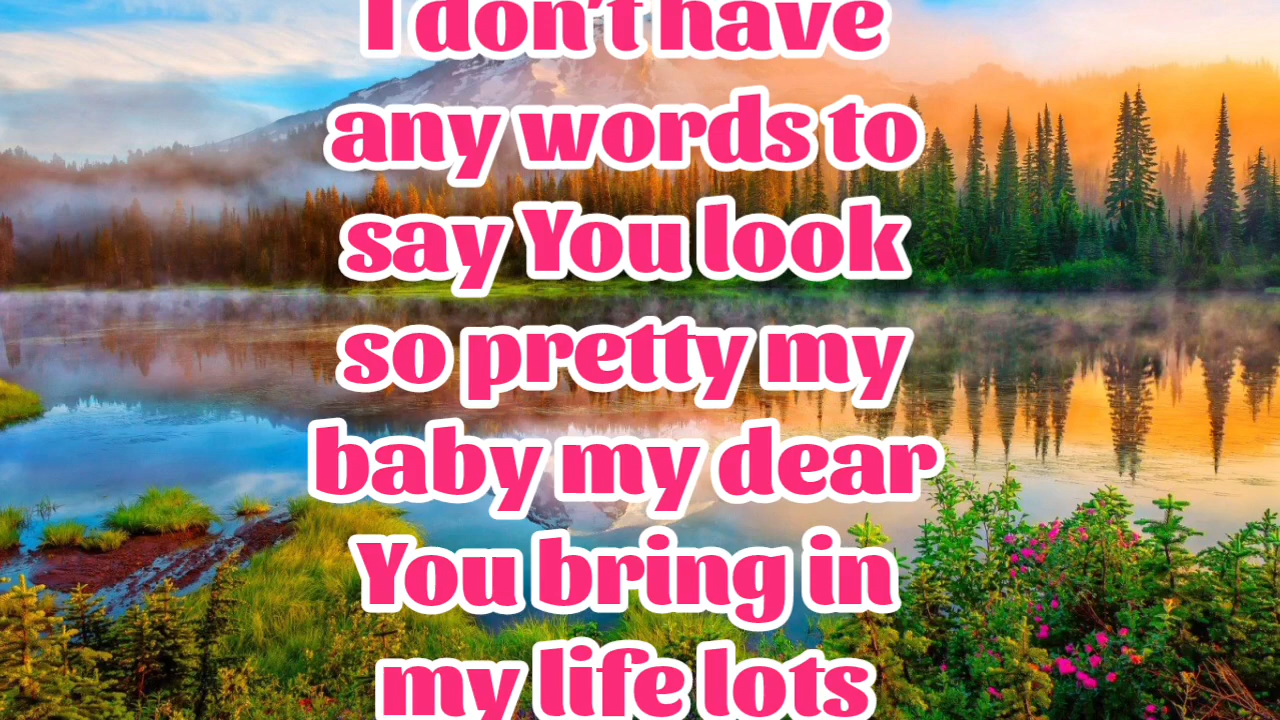 I don't have
any words to
say You look
so pretty my
baby my dear
You bring in
my life lots